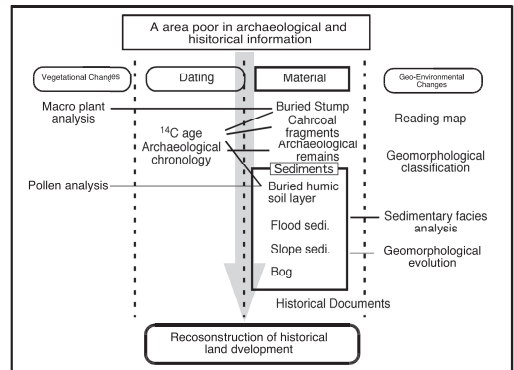 A area poor in archaeological and
hisitorical information
Vegetational Changes
Dating
Material
Geo-Environmental
Changes
Macro plant
analysis
Buried Stump
Cahrcoal
fragments
Reading map
14C age
Archaeological
chronology
Archaeological
remains
Geomorphological
classification
Sediments
Pollen analysis
Buried humic
soil layer
Flood sedi.
Sedimentary facies
analysis
Slope sedi.
Geomorphological
evolution
Bog
Historical Documents
Recosonstruction of historical
land dvelopment